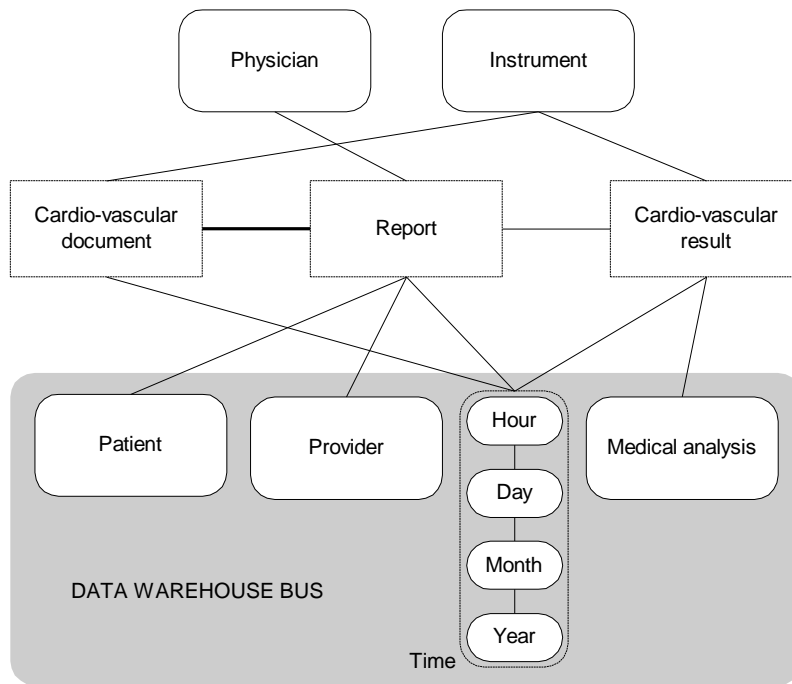 Physician
Instrument
Cardio-vascular
document
Report
Cardio-vascular
result
Patient
Provider
Hour
Medical analysis
Day
Month
DATA WAREHOUSE BUS
Year
Time